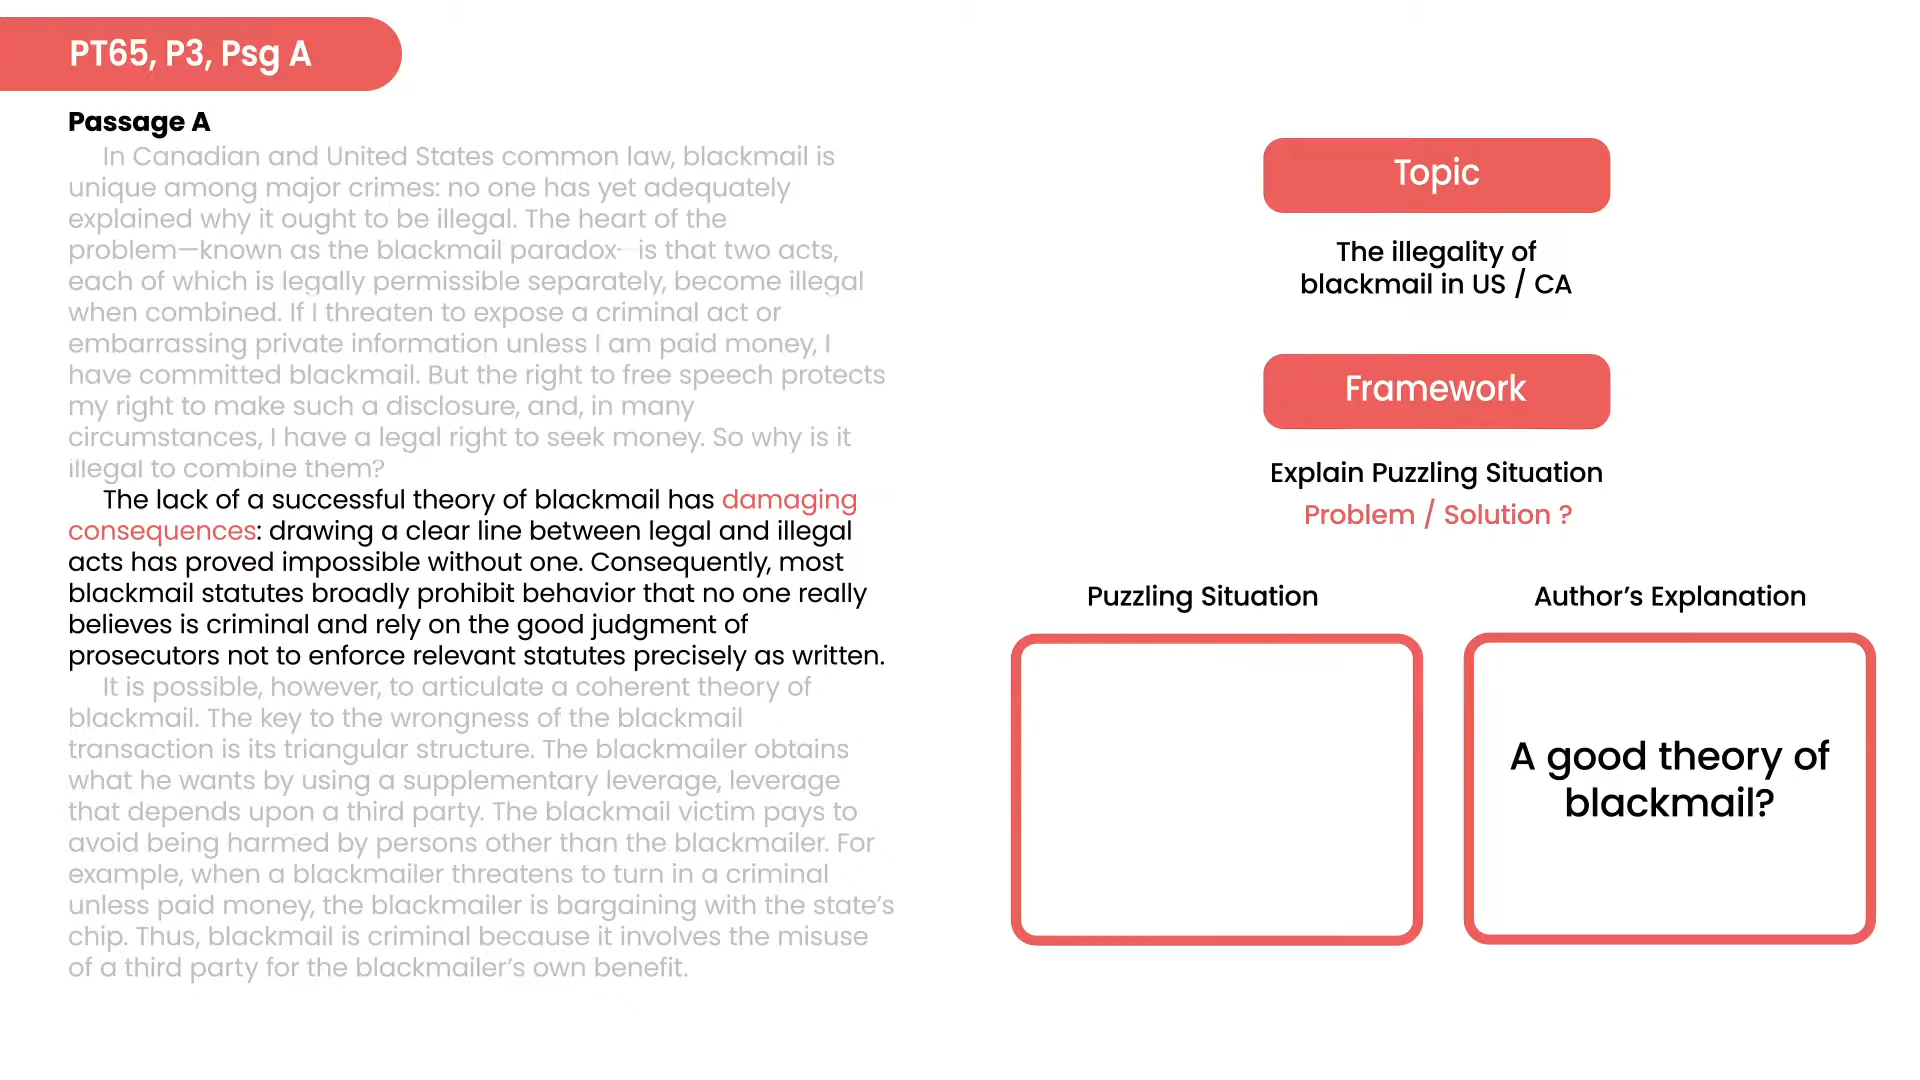 PT65, P3, Psg A
Passage A
In Canadian and United States common law, blackmail is
unique among major crimes: no one has yet adequately
explained why it ought to be illegal. The heart of the
problem—known as the blackmail paradox- is that two acts,
each of which is legally permissible separately, become illegal
when combined. If I threaten to expose a criminal act or
embarrassing private information unless I am paid money, I
have committed blackmail. But the right to free speech protects
my right to make such a disclosure, and, in many
circumstances, I have a legal right to seek money. So why is it
illegal to combine them?
The lack of a successful theory of blackmail has damaging
consequences: drawing a clear line between legal and illegal
acts has proved impossible without one. Consequently, most
blackmail statutes broadly prohibit behavior that no one really
believes is criminal and rely on the good judgment of
prosecutors not to enforce relevant statutes precisely as written.
It is possible, however, to articulate a coherent theory of
blackmail. The key to the wrongness of the blackmail
transaction is its triangular structure. The blackmailer obtains
what he wants by using a supplementary leverage, leverage
that depends upon a third party. The blackmail victim pays to
avoid being harmed by persons other than the blackmailer. For
example, when a blackmailer threatens to turn in a criminal
unless paid money, the blackmailer is bargaining with the state's
chip. Thus, blackmail is criminal because it involves the misuse
of a third party for the blackmailer's own benefit.
Topic
The illegality of
blackmail in US / CA
Framework
Explain Puzzling Situation
Problem / Solution ?
Puzzling Situation
Author's Explanation
A good theory of
blackmail?